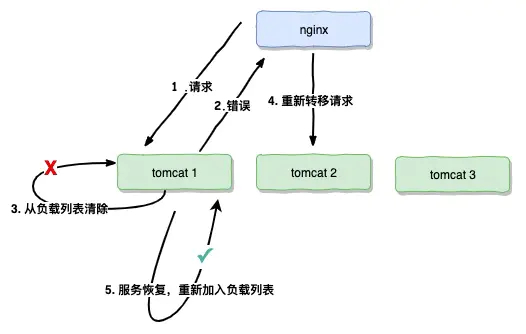 nginx
1 .请求
2.错误
4. 重新转移请求
X
tomcat 1
tomcat 2
tomcat 3
3. 从负载列表清除
5. 服务恢复，重新加入负载列表